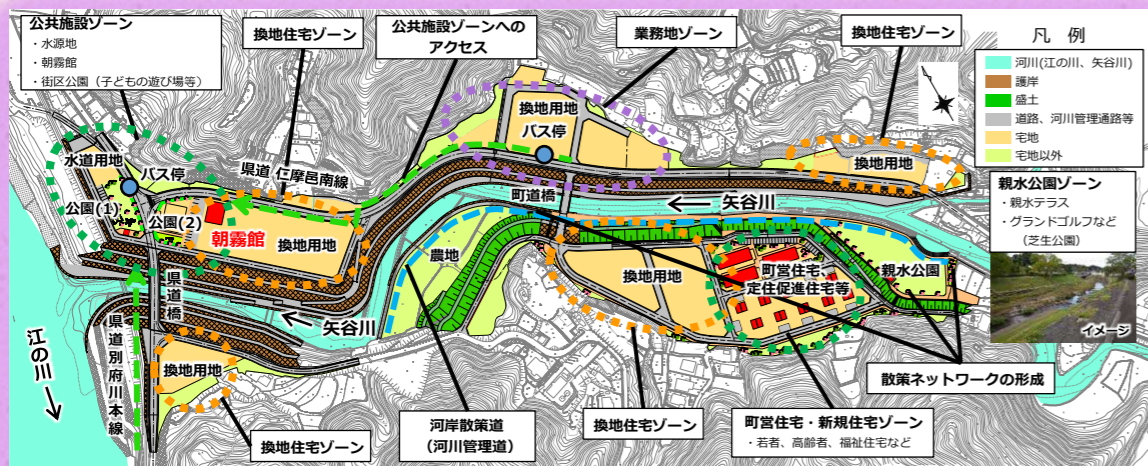 公共施設ゾーン
・水源地
・朝霧館
・街区公園（子どもの遊び場等）
換地住宅ゾーン
公共施設ゾーンへの
アクセス
業務地ゾーン
換地住宅ゾーン
凡 例
河川(江の川、矢谷川)
護岸
盛土
道路、河川管理通路等
宅地
宅地以外
水道用地
バス停
県道 仁摩邑南線
換地用地
バス停
換地用地
公園(1)
公園(2)
朝霧館
換地用地
町道橋
← 矢谷川
親水公園ゾーン
・親水テラス
・グランドゴルフなど
（芝生公園）
イメージ
農地
換地用地
町営住宅、
定住促進住宅等
親水公園
県道橋
← 矢谷川
江の川
→
県道別府川本線
換地用地
換地住宅ゾーン
河岸散策道
（河川管理道）
換地住宅ゾーン
町営住宅・新規住宅ゾーン
・若者、高齢者、福祉住宅など
散策ネットワークの形成